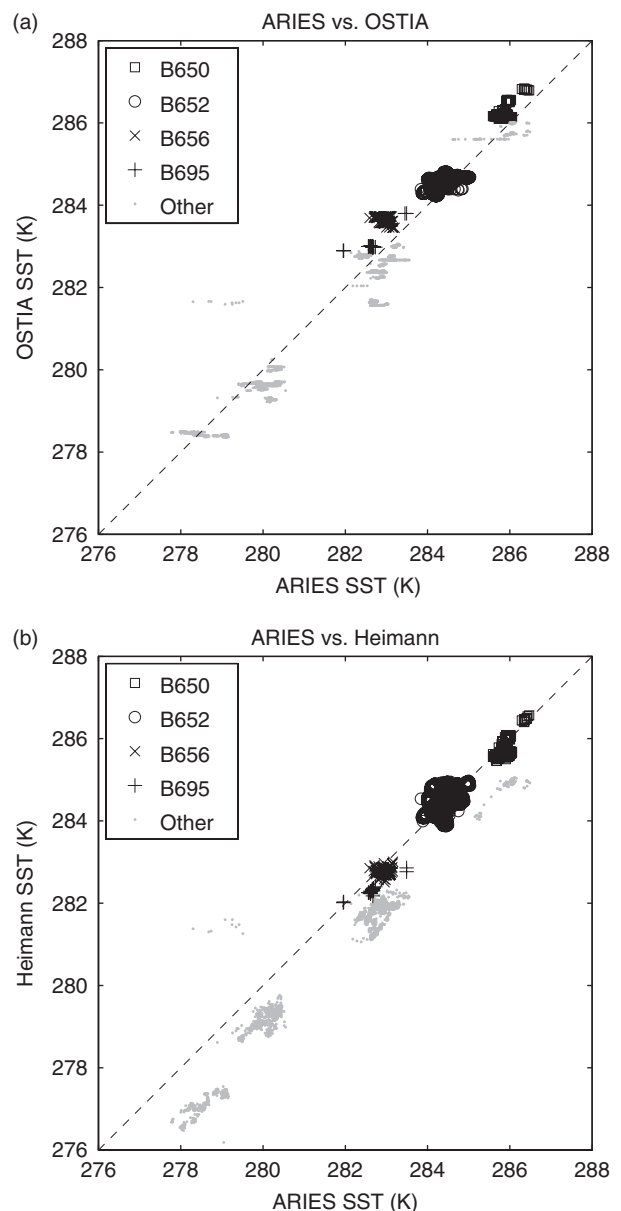 (a) ARIES vs. OSTIA
288
B650
286
B652
B656
284
B695
Other
282
280
278
276
276 278 280 282 284 286 288
OSTIA SST (K)
ARIES SST (K)
(b) ARIES vs. Heimann
288
B650
286
B652
B656
284
B695
Other
282
280
278
276
276 278 280 282 284 286 288
Heimann SST (K)
ARIES SST (K)